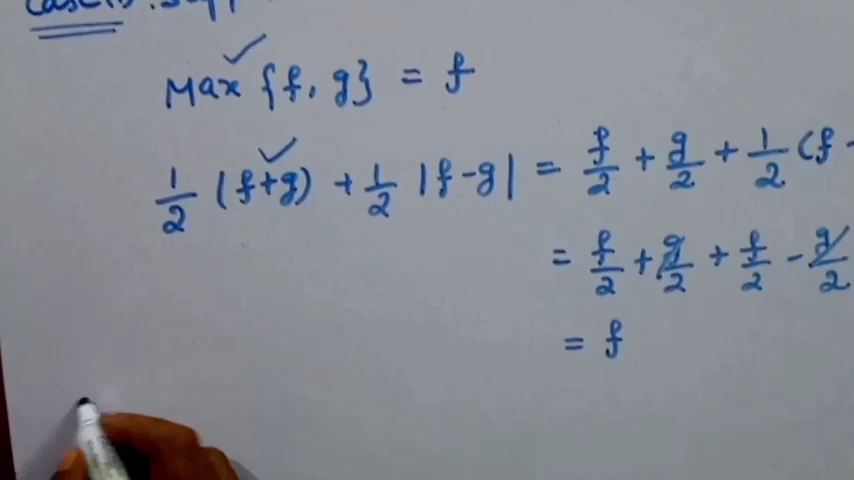 Max {f, g} = f
1/2 (f+g) + 1/2 |f-g| = f/2 + g/2 + 1/2 (f -
= f/2 + g/2 + f/2 - g/2
= f